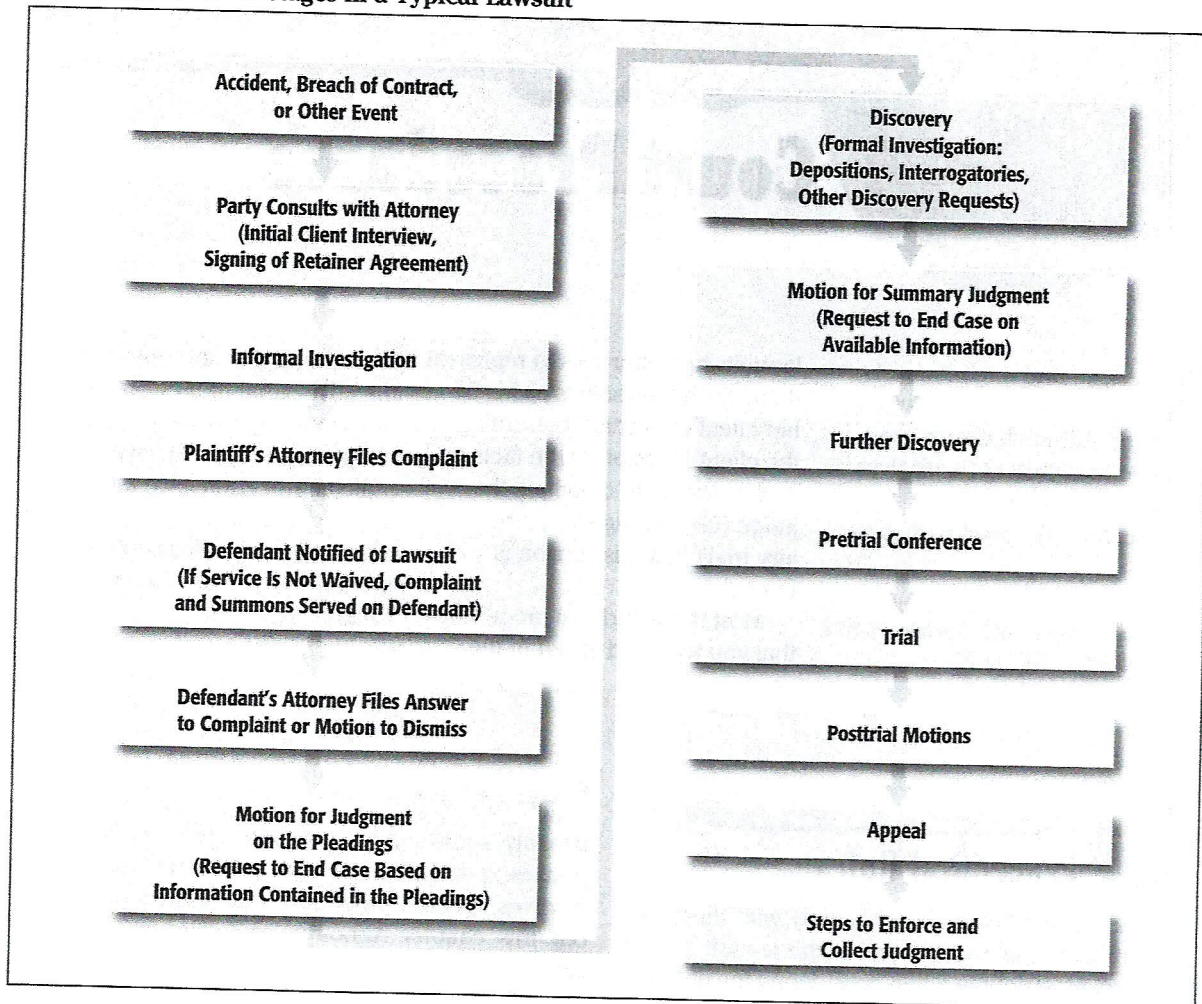 in a Typical Lawsuit
Accident, Breach of Contract,
or Other Event
Party Consults with Attorney
(Initial Client Interview,
Signing of Retainer Agreement)
Informal Investigation
Plaintiff's Attorney Files Complaint
Defendant Notified of Lawsuit
(If Service Is Not Waived, Complaint
and Summons Served on Defendant)
Defendant's Attorney Files Answer
to Complaint or Motion to Dismiss
Motion for Judgment
on the Pleadings
(Request to End Case Based on
Information Contained in the Pleadings)
Discovery
(Formal Investigation:
Depositions, Interrogatories,
Other Discovery Requests)
Motion for Summary Judgment
(Request to End Case on
Available Information)
Further Discovery
Pretrial Conference
Trial
Posttrial Motions
Appeal
Steps to Enforce and
Collect Judgment